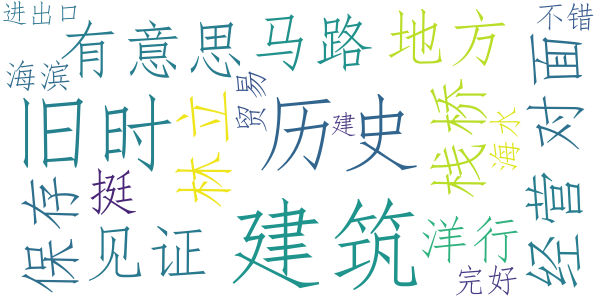 进出口
有意思
马路
地方
不错
海滨
贸易
面
旧时
林立
历史
建
栈桥
海水
对
保存
挺
见证
建筑
洋行
经营
完好